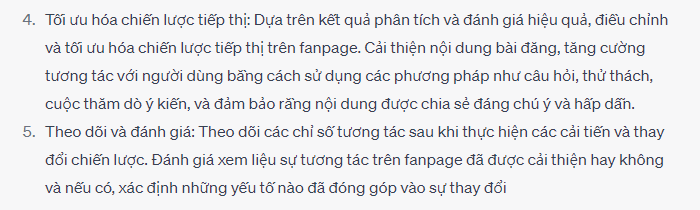 4. Tối ưu hóa chiến lược tiếp thị: Dựa trên kết quả phân tích và đánh giá hiệu quả, điều chỉnh
và tối ưu hóa chiến lược tiếp thị trên fanpage. Cải thiện nội dung bài đăng, tăng cường
tương tác với người dùng bằng cách sử dụng các phương pháp như câu hỏi, thử thách,
cuộc thăm dò ý kiến, và đảm bảo rằng nội dung được chia sẻ đáng chú ý và hấp dẫn.
5. Theo dõi và đánh giá: Theo dõi các chỉ số tương tác sau khi thực hiện các cải tiến và thay
đổi chiến lược. Đánh giá xem liệu sự tương tác trên fanpage đã được cải thiện hay không
và nếu có, xác định những yếu tố nào đã đóng góp vào sự thay đổi